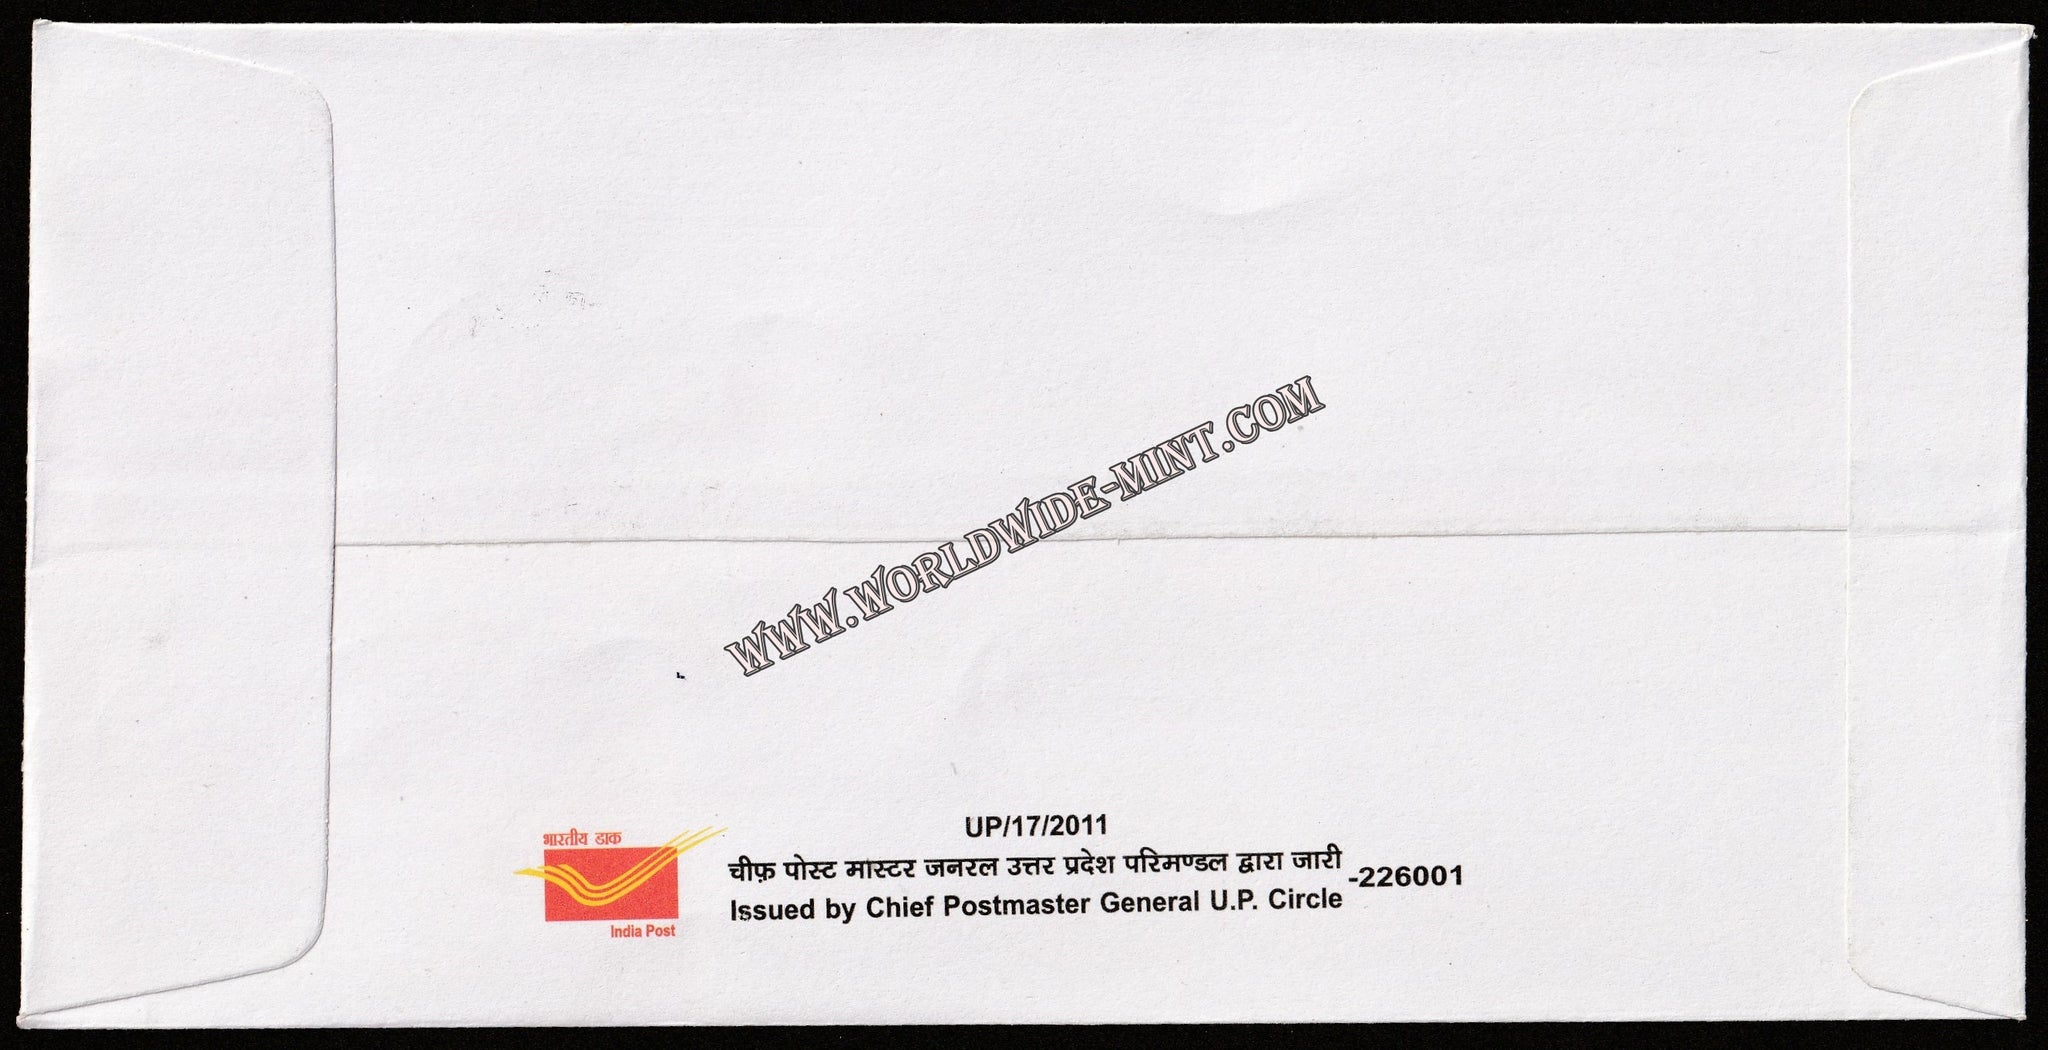 WWW.WORLDWIDE-MINT.COM
UP/17/2011
भारतीय डाक
India Post
चीफ़ पोस्ट मास्टर जनरल उत्तर प्रदेश परिमण्डल द्वारा जारी
Issued by Chief Postmaster General U.P. Circle
-226001